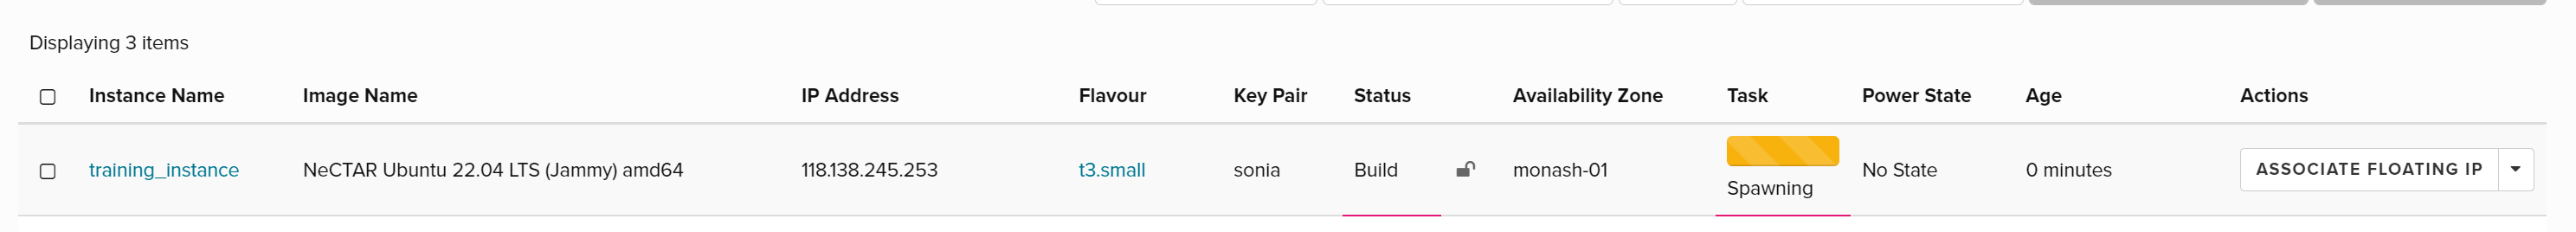 Displaying 3 items
Instance Name Image Name IP Address Flavour Key Pair Status Availability Zone Task Power State Age Actions
training_instance NeCTAR Ubuntu 22.04 LTS (Jammy) amd64 118.138.245.253 t3.small sonia Build monash-01 Spawning No State 0 minutes ASSOCIATE FLOATING IP